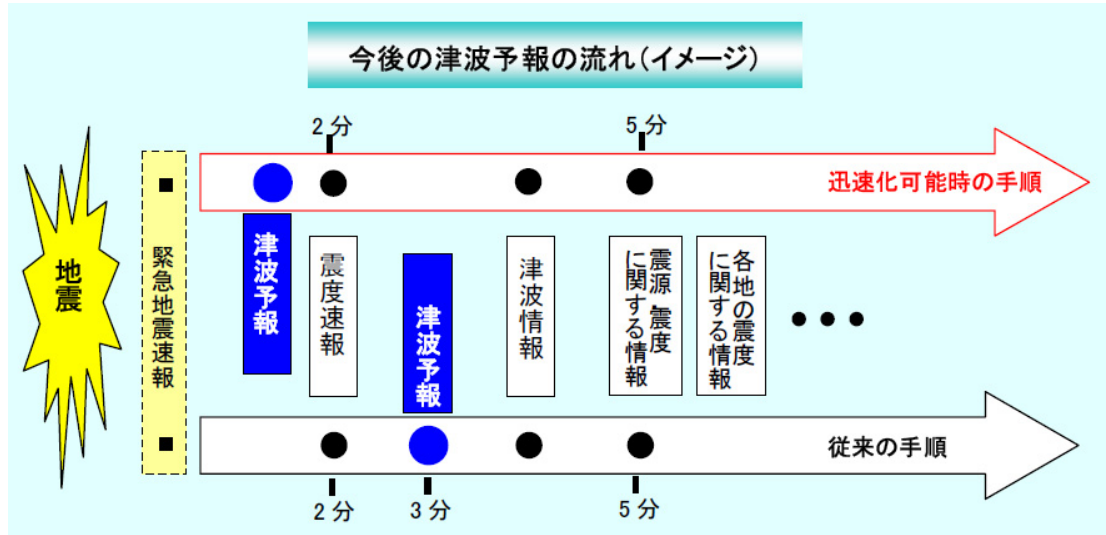 今後の津波予報の流れ(イメージ)
2分
5分
迅速化可能時の手順
地震
緊急地震速報
津波予報
震度速報
津波予報
津波情報
震源・震度
に関する情報
各地の震度
に関する情報
•••
従来の手順
2分
3分
5分